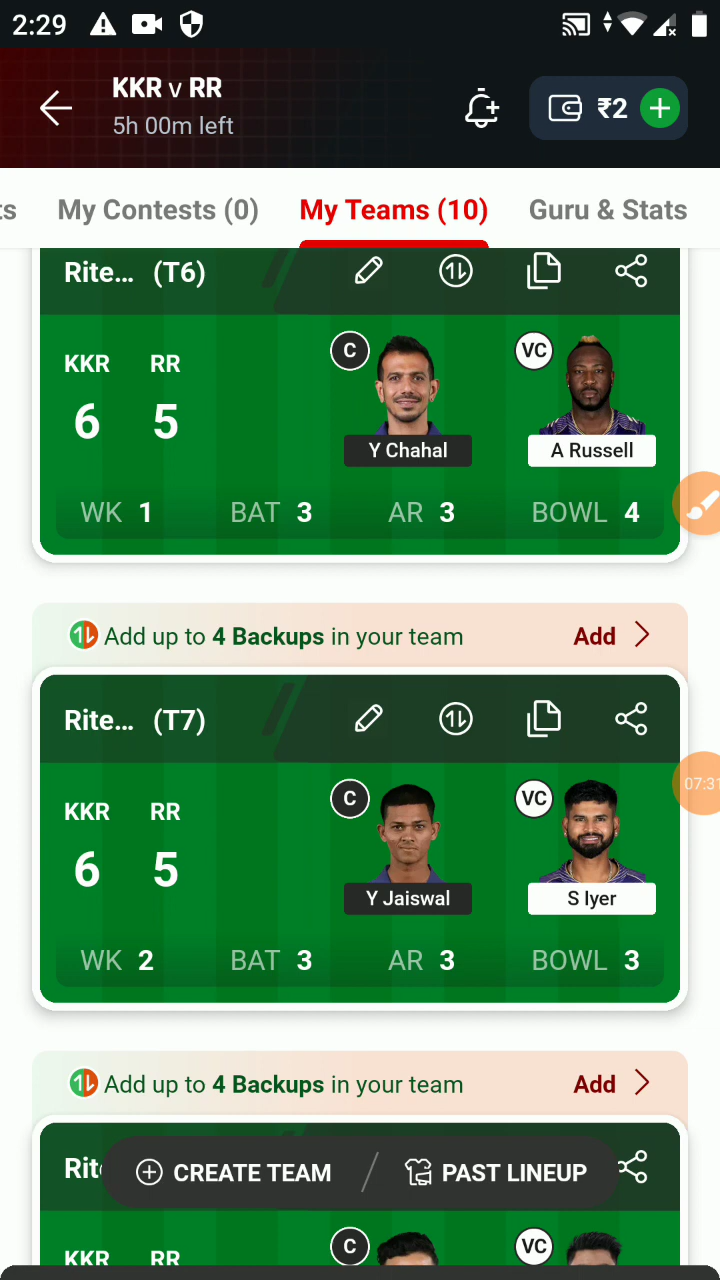 2:29
KKR v RR
5h 00m left
₹2
ts
My Contests (0)
My Teams (10)
Guru & Stats
Rite... (T6)
C
VC
KKR RR
6 5
Y Chahal
A Russell
WK 1 BAT 3 AR 3 BOWL 4
Add up to 4 Backups in your team
Add
Rite... (T7)
C
VC
07:31
KKR RR
6 5
Y Jaiswal
S Iyer
WK 2 BAT 3 AR 3 BOWL 3
Add up to 4 Backups in your team
Add
Rit
CREATE TEAM / PAST LINEUP
C
VC
KKR RR